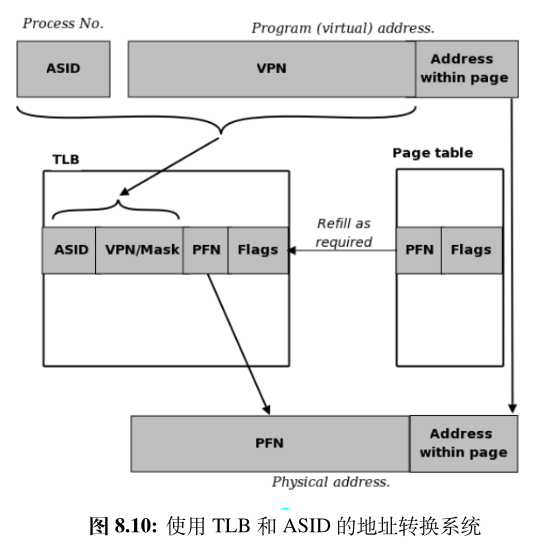 Process No.
Program (virtual) address.
ASID
VPN
Address
within page
TLB
Page table
ASID
VPN/Mask
PFN
Flags
Refill as
required
PFN
Flags
PFN
Address
within page
Physical address.
图 8.10: 使用 TLB 和 ASID 的地址转换系统